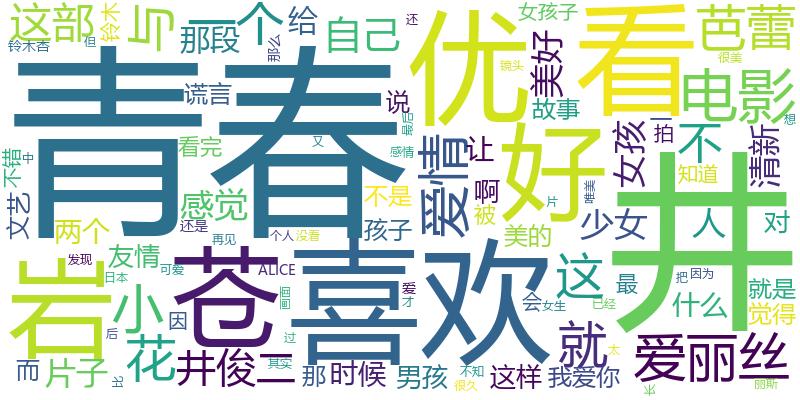 这部
与
一个
给
那段
自己
铃木杏
但
铃木
那么
还
女孩子
镜头
美好
故事
看
芭蕾
很美
电影
想
青春
优
好
谎言
说
看完
又
最后
感情
不错
中
文艺
感觉
不是
爱情
让
啊
被
女孩
一
拍
不
知道
清新
两个
还是
孩子
友情
再见
个人
没看
美的
少女
人
对
唯美
片
发现
日本
可爱
ALICE
岩
苍
井
喜欢
爱
才
画面
小
因
花
井俊二
后
而
片子
比
过
其实
那
时候
男孩
会
女生
这
最
就
这样
我爱你
不知
很久
已经
太
把
因为
什么
就是
觉得
爱丽丝
丽斯